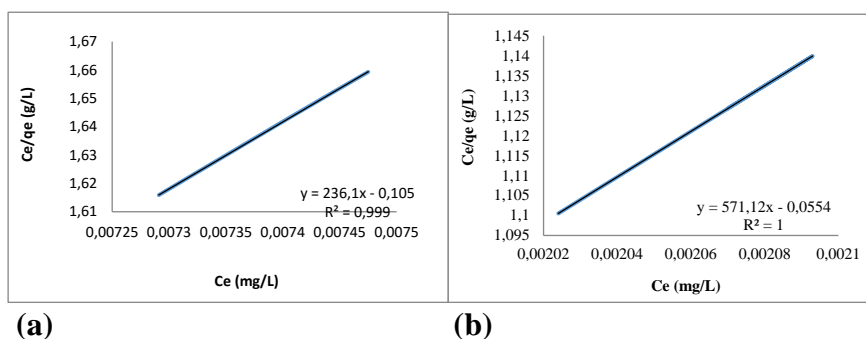 1,67
1,66
1,65
1,64
1,63
1,62
1,61
Ce/qe (g/L)
y = 236,1x - 0,105
R² = 0,999
0,00725 0,0073 0,00735 0,0074 0,00745 0,0075
Ce (mg/L)
(a)
1,145
1,14
1,135
1,13
1,125
1,12
1,115
1,11
1,105
1,1
1,095
Ce/qe (g/L)
y = 571,12x - 0,0554
R² = 1
0,00202 0,00204 0,00206 0,00208 0,0021
Ce (mg/L)
(b)